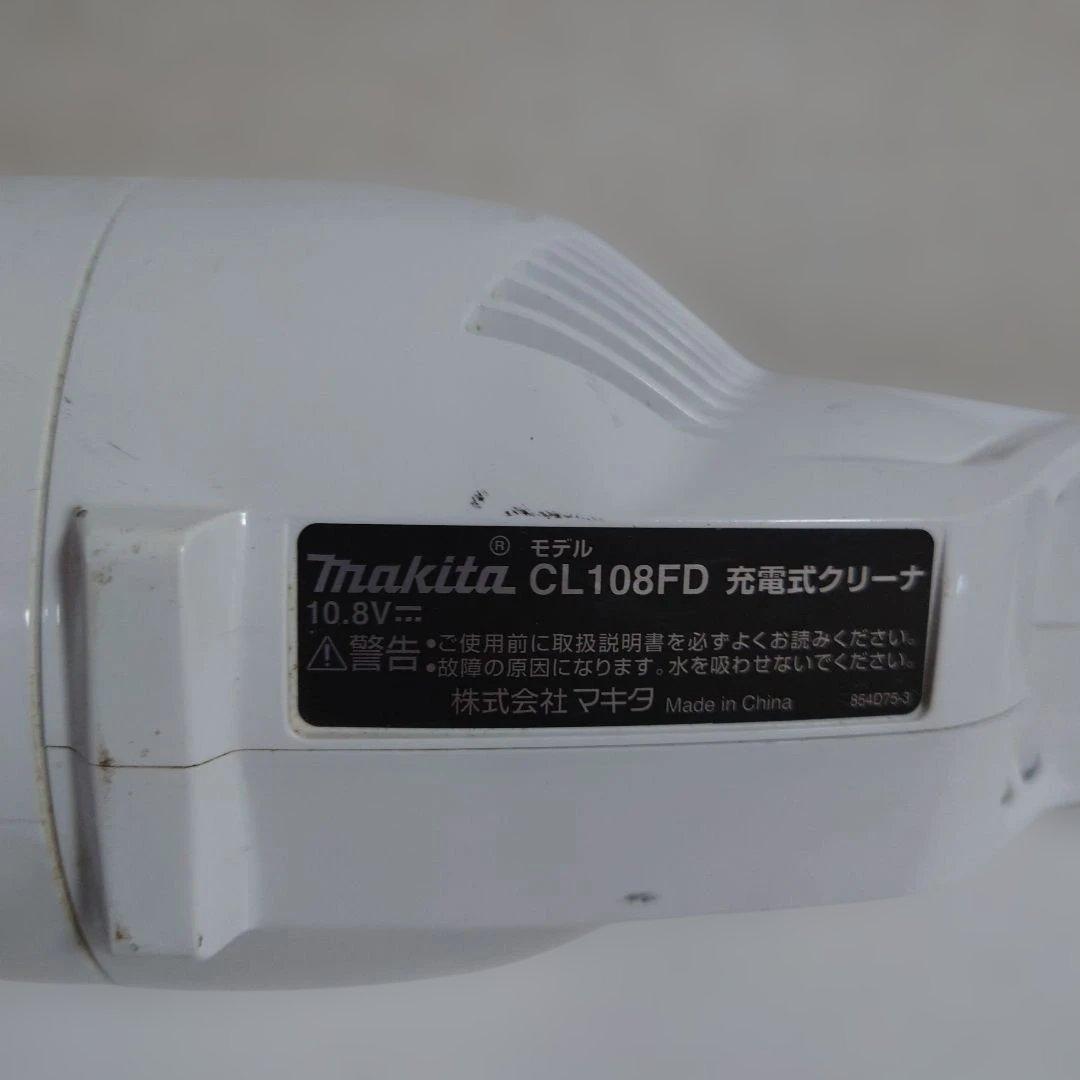 makita® モデル CL108FD 充電式クリーナ
10.8V⎓
⚠警告 •ご使用前に取扱説明書を必ずよくお読みください。
•故障の原因になります。水を吸わせないでください。
株式会社 マキタ Made in China 854D75-3